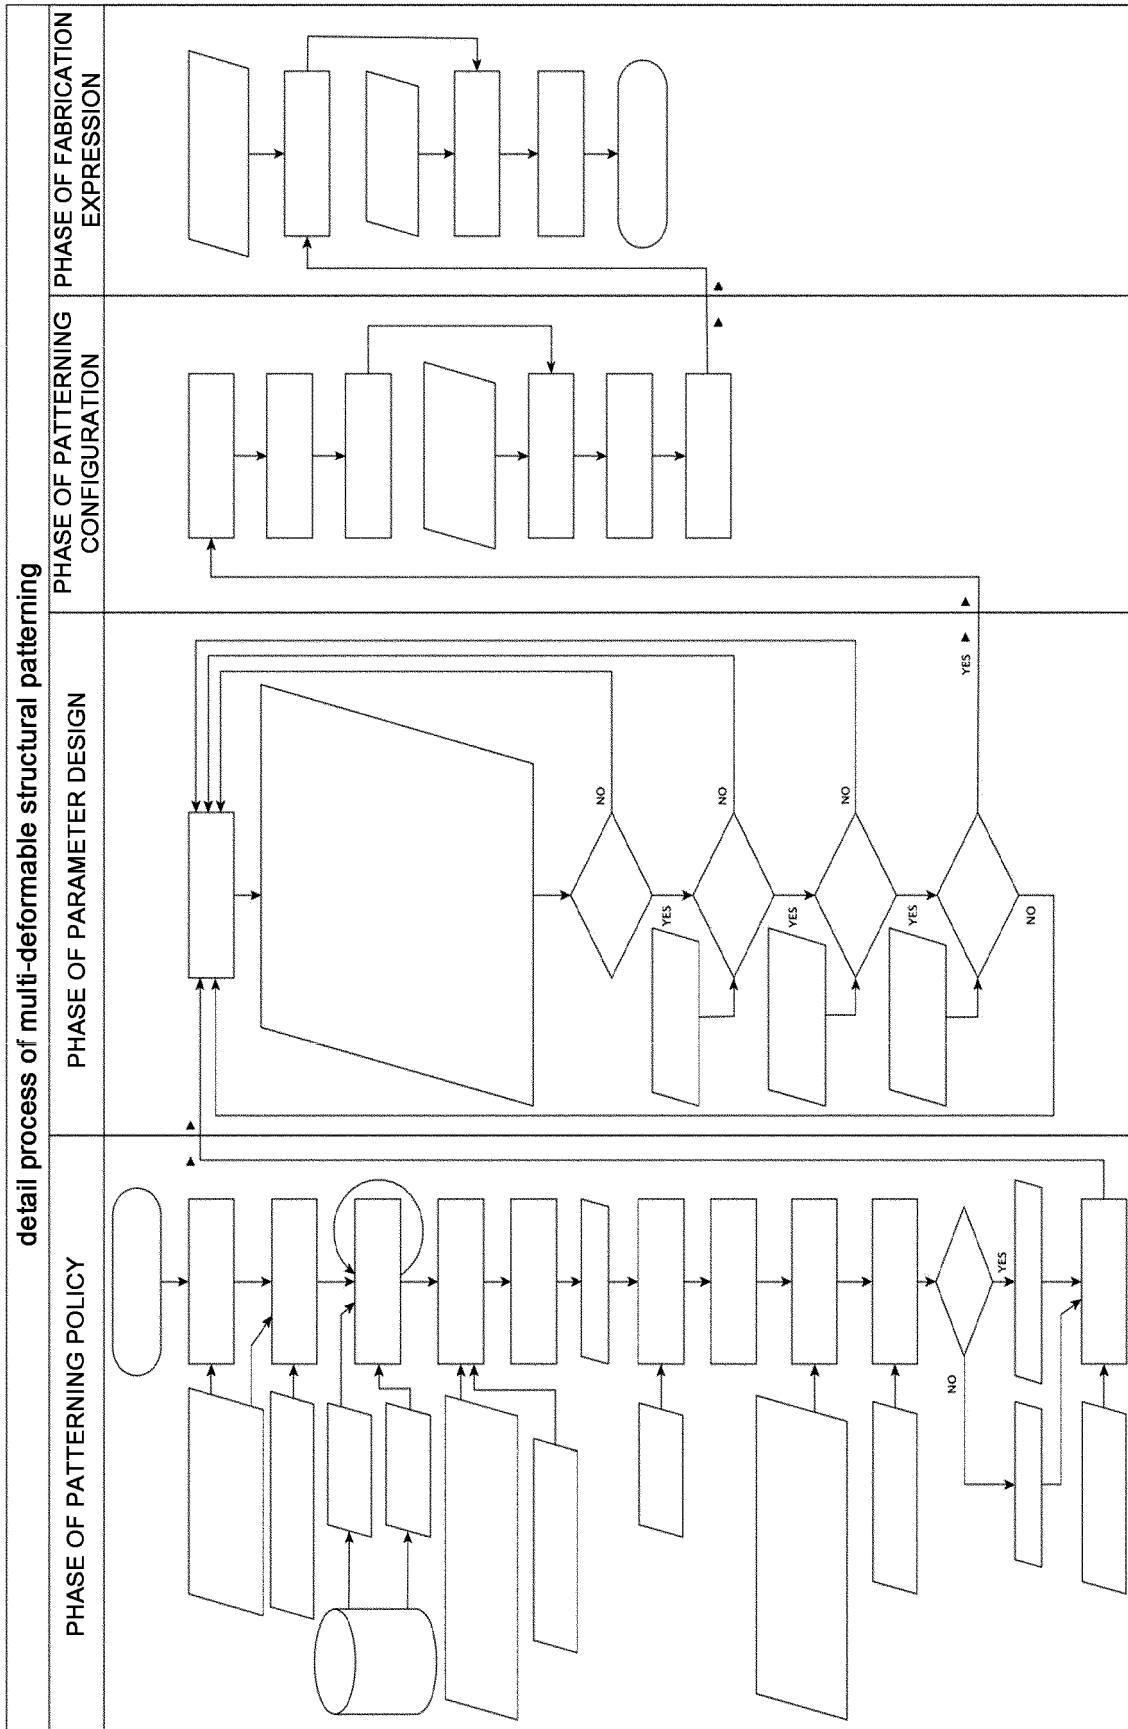 detail process of multi-deformable structural patterning
PHASE OF PATTERNING POLICY
PHASE OF PARAMETER DESIGN
PHASE OF PATTERNING
CONFIGURATION
PHASE OF FABRICATION
EXPRESSION
NO
YES
NO
YES
NO
YES
NO
YES
YES
NO